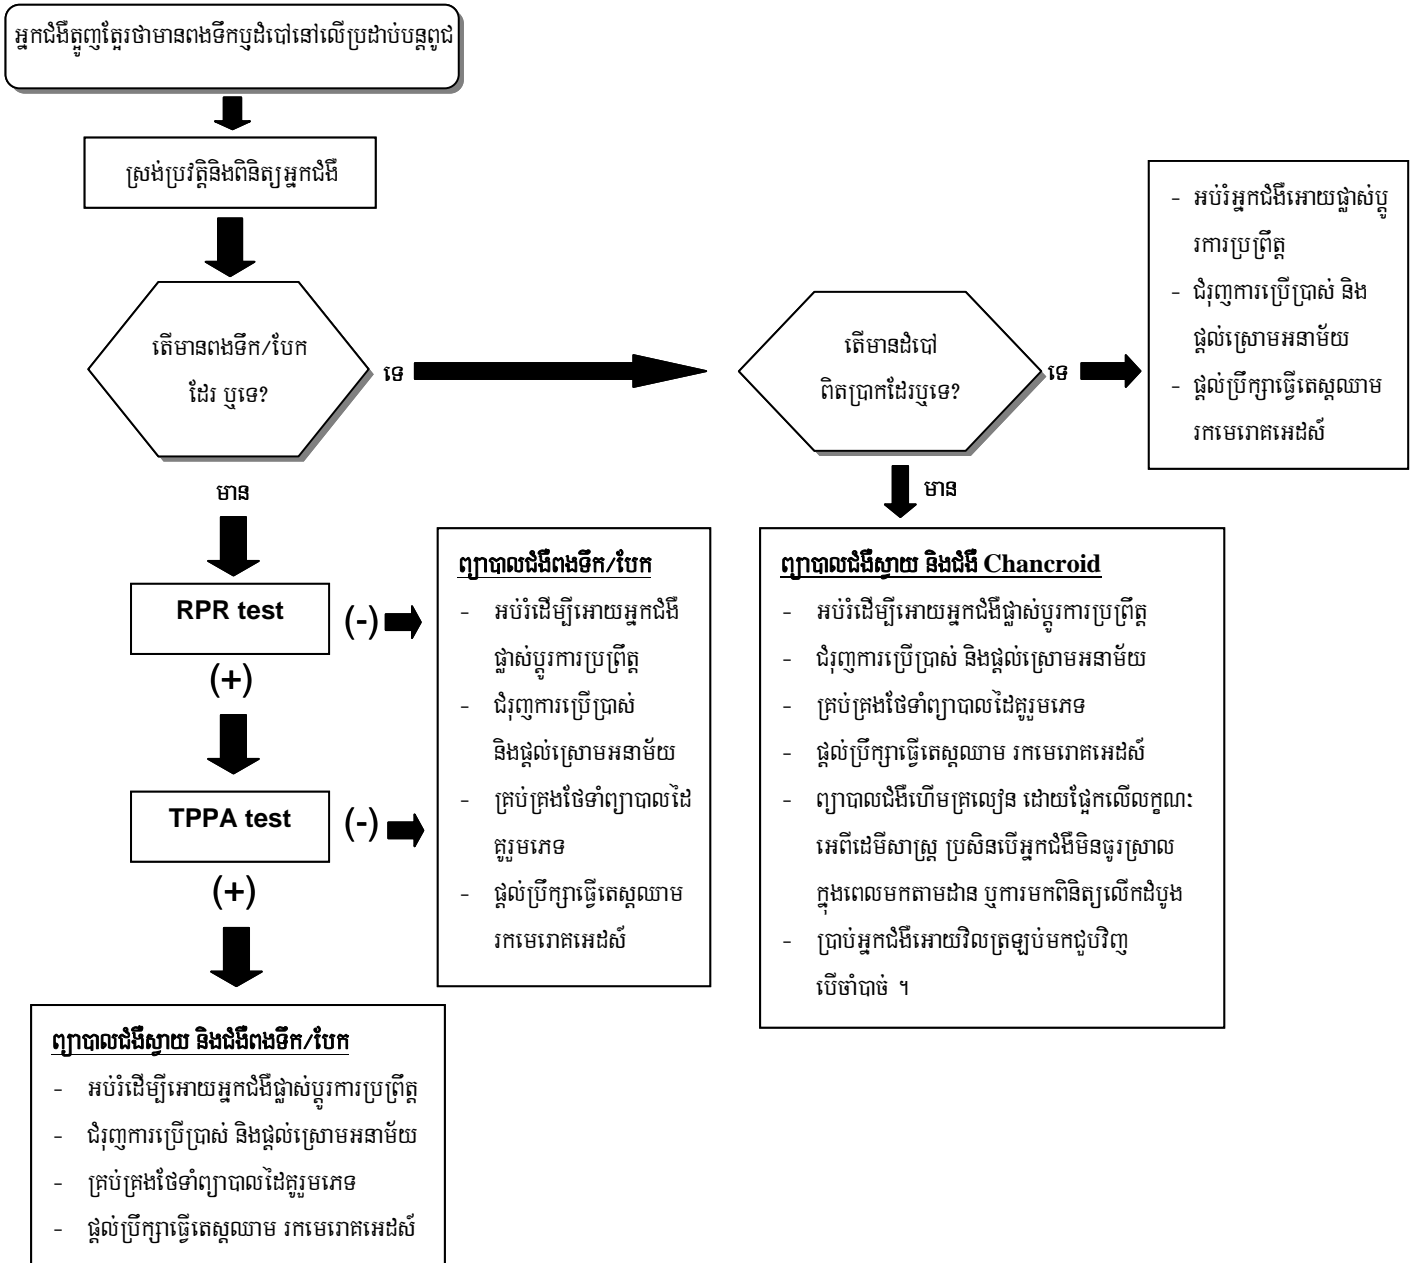 អ្នកជំងឺត្អូញត្អែរថាមានពងទឹកឬដំបៅនៅលើប្រដាប់បន្តពូជ
ស្រង់ប្រវត្តិនិងពិនិត្យអ្នកជំងឺ
តើមានពងទឹក/បែក
ដែរ ឬទេ?
ទេ
តើមានដំបៅ
ពិតប្រាកដែរឬទេ?
ទេ
- អប់រំអ្នកជំងឺអោយផ្លាស់ប្តូ
រការប្រព្រឹត្ត
- ជំរុញការប្រើប្រាស់ និង
ផ្តល់ស្រោមអនាម័យ
- ផ្តល់ប្រឹក្សាធ្វើតេស្តឈាម
រកមេរោគអេដស៍
មាន
មាន
RPR test
(-)
(+)
TPPA test
(-)
(+)
ព្យាបាលជំងឺពងទឹក/បែក
- អប់រំដើម្បីអោយអ្នកជំងឺ
ផ្លាស់ប្តូរការប្រព្រឹត្ត
- ជំរុញការប្រើប្រាស់
និងផ្តល់ស្រោមអនាម័យ
- គ្រប់គ្រងថែទាំព្យាបាលដៃ
គូរួមភេទ
- ផ្តល់ប្រឹក្សាធ្វើតេស្តឈាម
រកមេរោគអេដស៍
ព្យាបាលជំងឺស្វាយ និងជំងឺ Chancroid
- អប់រំដើម្បីអោយអ្នកជំងឺផ្លាស់ប្តូរការប្រព្រឹត្ត
- ជំរុញការប្រើប្រាស់ និងផ្តល់ស្រោមអនាម័យ
- គ្រប់គ្រងថែទាំព្យាបាលដៃគូរួមភេទ
- ផ្តល់ប្រឹក្សាធ្វើតេស្តឈាម រកមេរោគអេដស៍
- ព្យាបាលជំងឺហើមក្រលៀន ដោយផ្អែកលើលក្ខណៈ
អេពីដេមីសាស្ត្រ ប្រសិនបើអ្នកជំងឺមិនធូរស្រាល
ក្នុងពេលមកតាមដាន ឬការមកពិនិត្យលើកដំបូង
- ប្រាប់អ្នកជំងឺអោយវិលត្រឡប់មកជួបវិញ
បើចាំបាច់ ។
ព្យាបាលជំងឺស្វាយ និងជំងឺពងទឹក/បែក
- អប់រំដើម្បីអោយអ្នកជំងឺផ្លាស់ប្តូរការប្រព្រឹត្ត
- ជំរុញការប្រើប្រាស់ និងផ្តល់ស្រោមអនាម័យ
- គ្រប់គ្រងថែទាំព្យាបាលដៃគូរួមភេទ
- ផ្តល់ប្រឹក្សាធ្វើតេស្តឈាម រកមេរោគអេដស៍